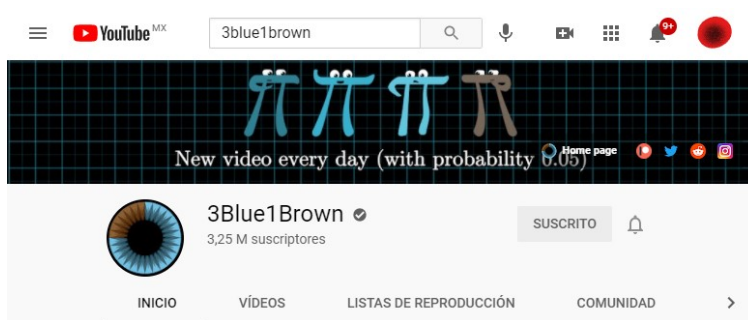 YouTube MX
3blue1brown
9+
New video every day (with probability 0.05)
Home page
3Blue1Brown
3,25 M suscriptores
SUSCRITO
INICIO VÍDEOS LISTAS DE REPRODUCCIÓN COMUNIDAD